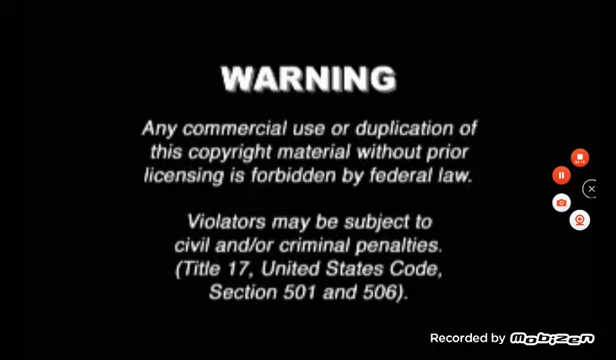 WARNING
Any commercial use or duplication of
this copyright material without prior
licensing is forbidden by federal law.
Violators may be subject to
civil and/or criminal penalties.
(Title 17, United States Code,
Section 501 and 506).
Recorded by mobizen